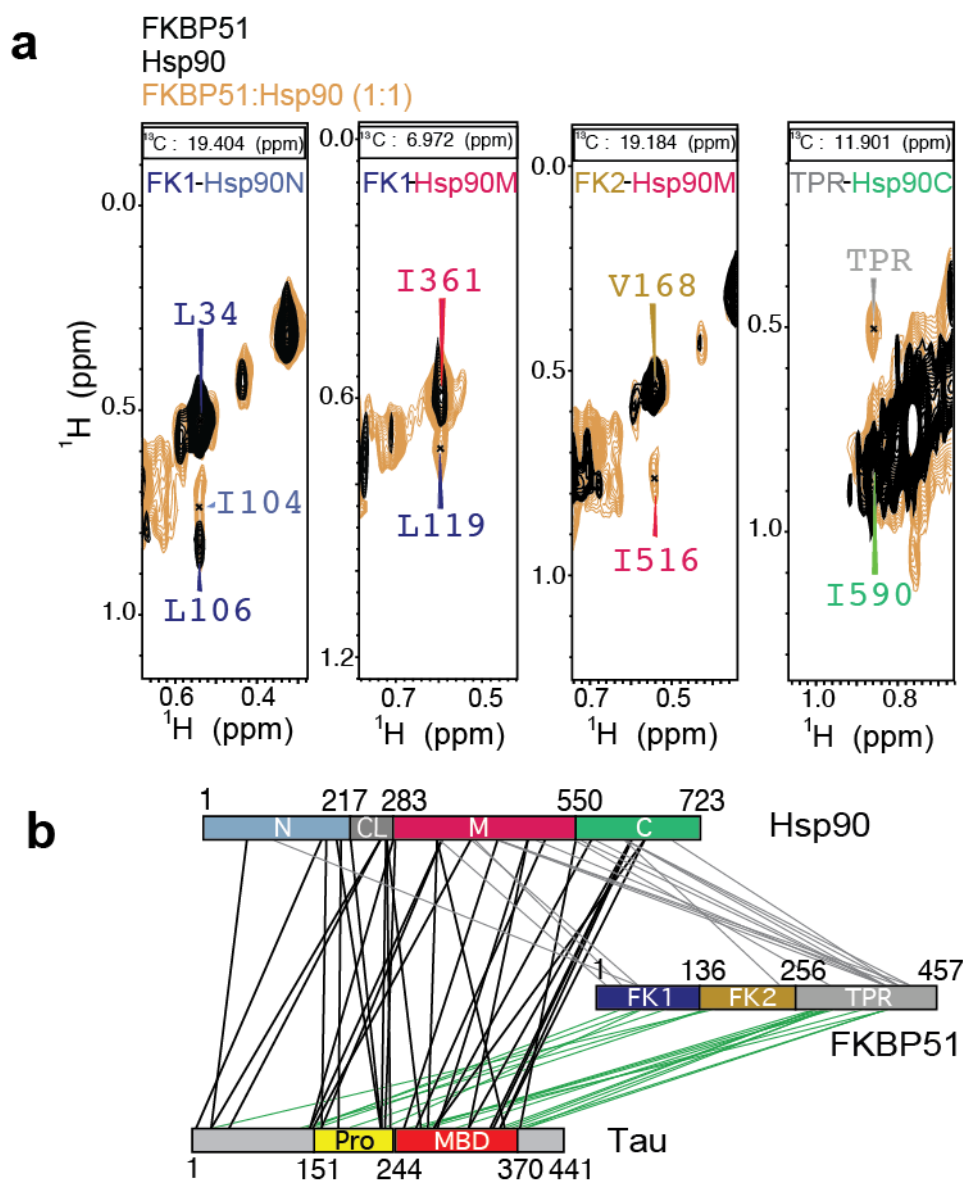 a
FKBP51
Hsp90
FKBP51:Hsp90 (1:1)
¹³C : 19.404 (ppm)
FK1-Hsp90N
0.0
0.5
1.0
¹H (ppm)
L34
I104
L106
0.6 0.4
¹H (ppm)
¹³C : 6.972 (ppm)
FK1-Hsp90M
0.0
0.6
1.2
I361
L119
0.7 0.5
¹H (ppm)
¹³C : 19.184 (ppm)
FK2-Hsp90M
0.0
0.5
1.0
V168
I516
0.7 0.5
¹H (ppm)
¹³C : 11.901 (ppm)
TPR-Hsp90C
0.5
1.0
TPR
I590
1.0 0.8
¹H (ppm)
b
1 217 283 550 723
N CL M C
Hsp90
1 136 256 457
FK1 FK2 TPR
FKBP51
Pro MBD
Tau
1 151 244 370 441